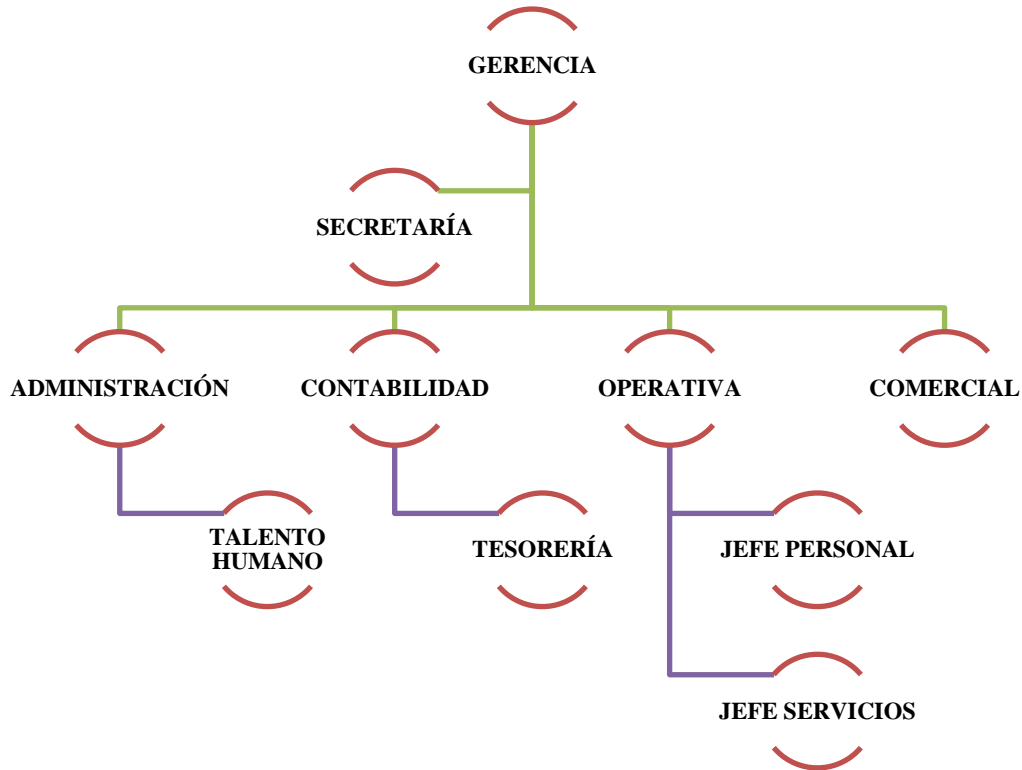 GERENCIA
SECRETARÍA
ADMINISTRACIÓN
CONTABILIDAD
OPERATIVA
COMERCIAL
TALENTO
HUMANO
TESORERÍA
JEFE PERSONAL
JEFE SERVICIOS